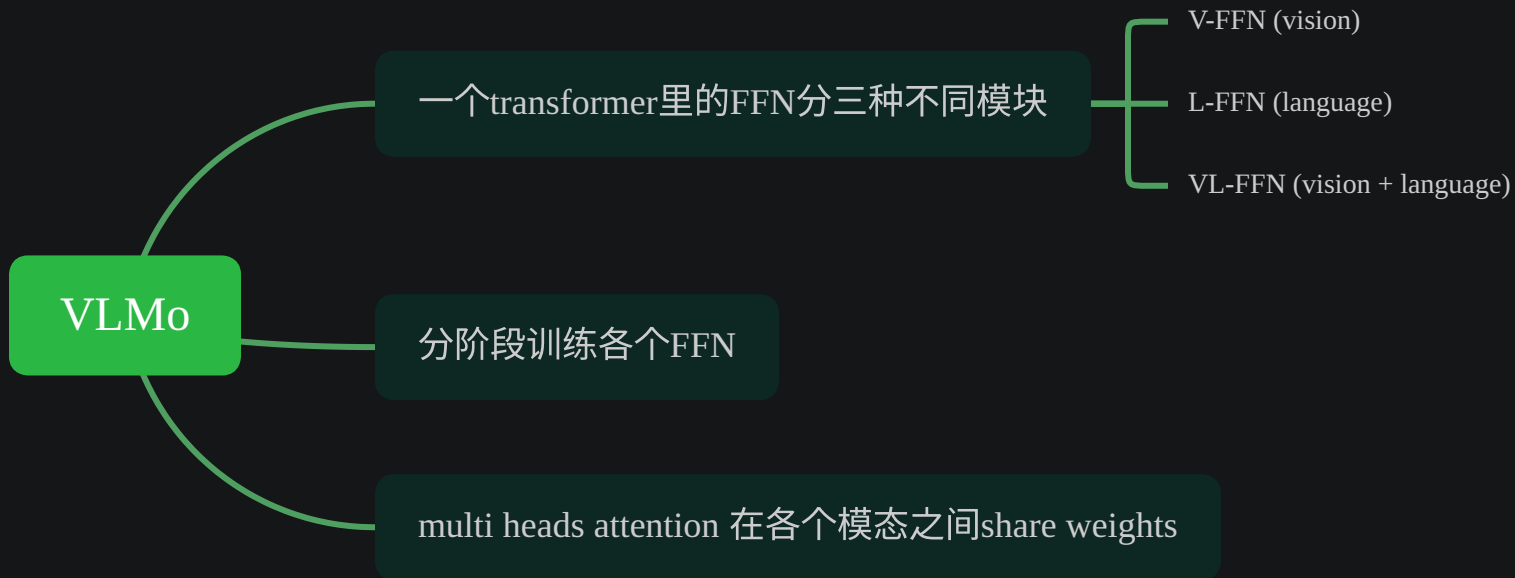 VLMo
一个transformer里的FFN分三种不同模块
V-FFN (vision)
L-FFN (language)
VL-FFN (vision + language)
分阶段训练各个FFN
multi heads attention 在各个模态之间share weights